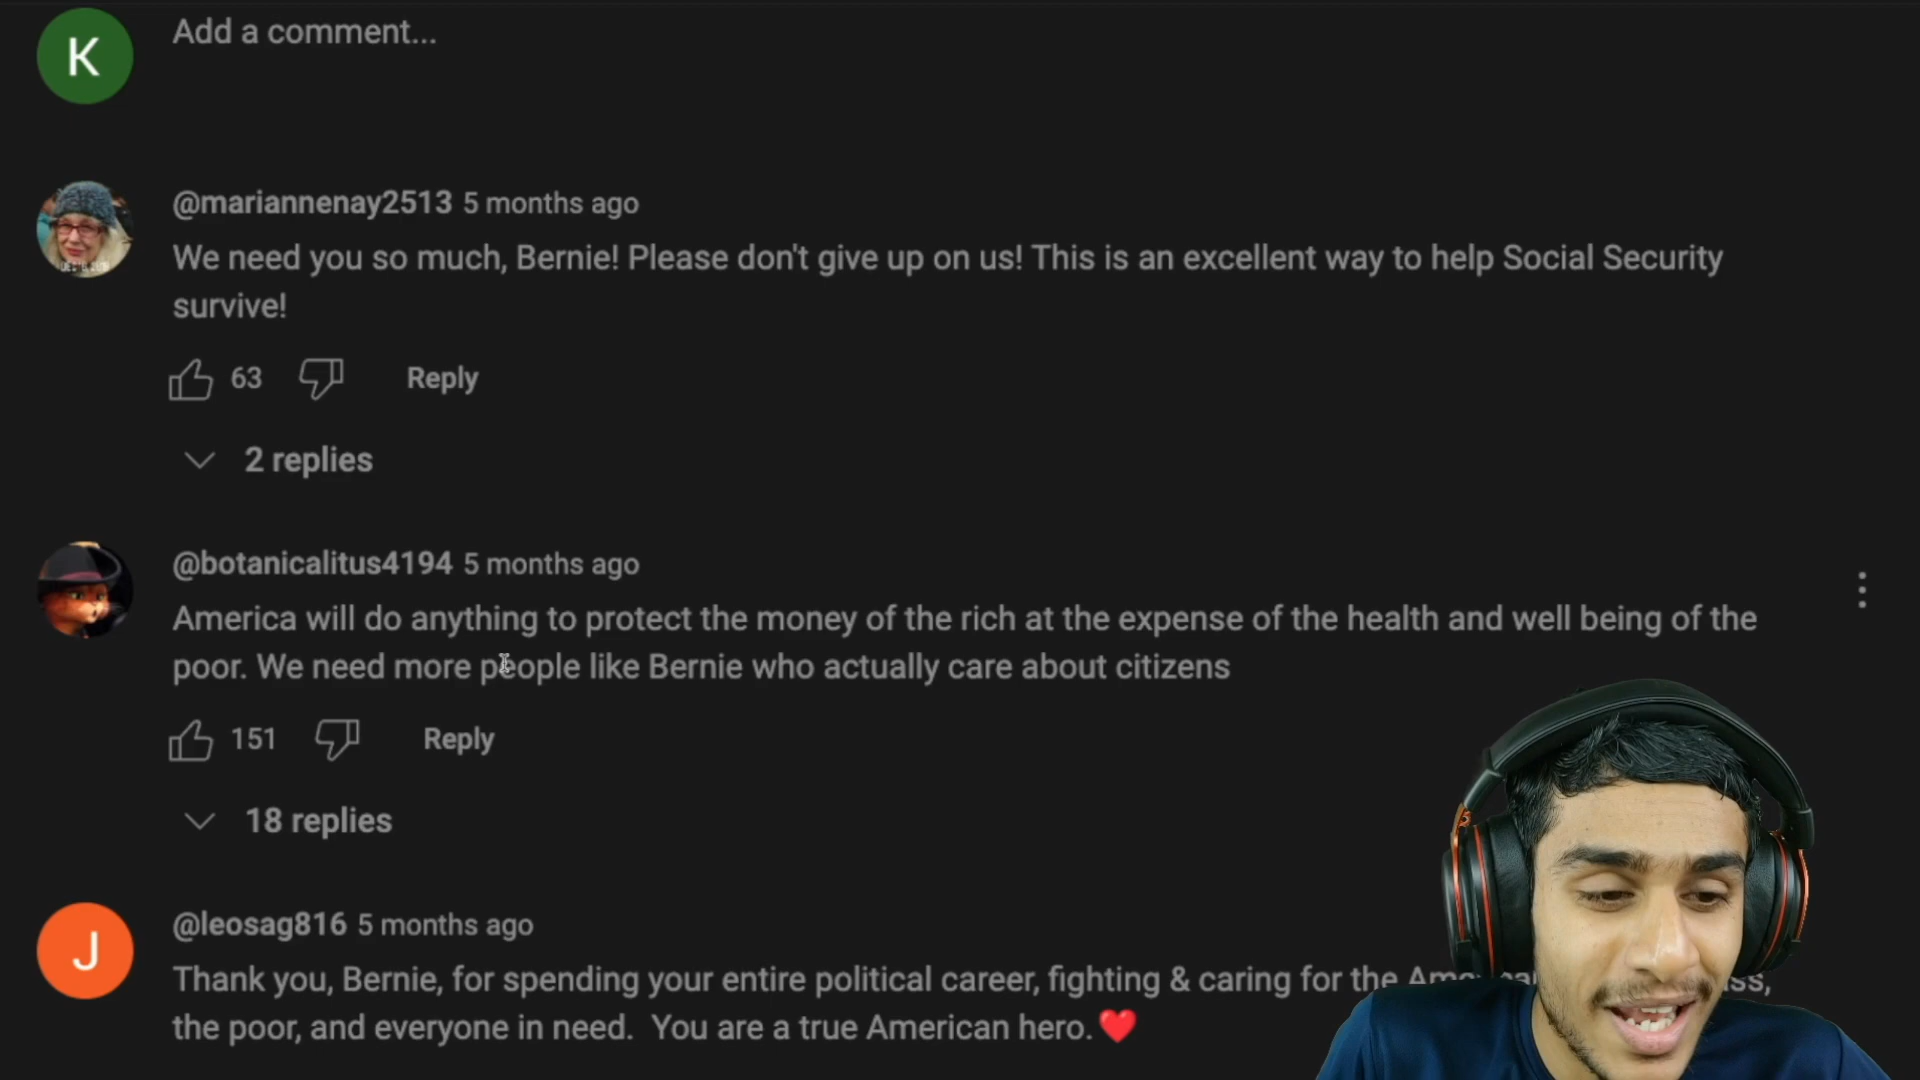 K
Add a comment...
@mariannenay2513 5 months ago
We need you so much, Bernie! Please don't give up on us! This is an excellent way to help Social Security
survive!
63 Reply
2 replies
@botanicalitus4194 5 months ago
America will do anything to protect the money of the rich at the expense of the health and well being of the
poor. We need more people like Bernie who actually care about citizens
151 Reply
18 replies
J
@leosag816 5 months ago
Thank you, Bernie, for spending your entire political career, fighting & caring for the
the poor, and everyone in need. You are a true American hero.❤️